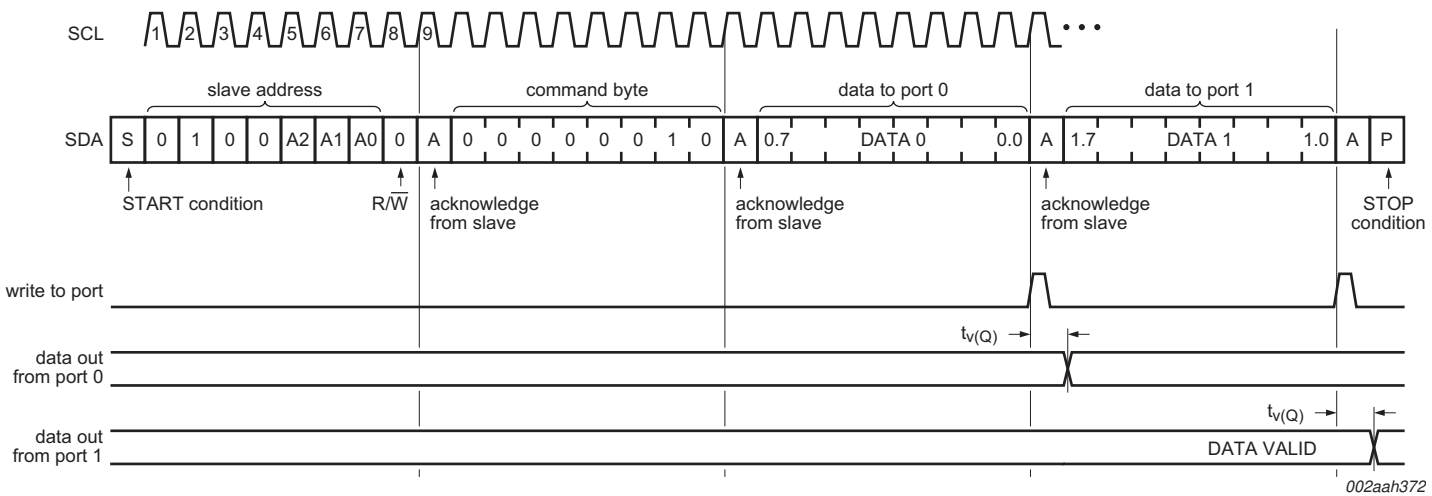 SCL 1 2 3 4 5 6 7 8 9 • • •
slave address command byte data to port 0 data to port 1
SDA S 0 1 0 0 A2 A1 A0 0 A 0 0 0 0 0 0 1 0 A 0.7 DATA 0 0.0 A 1.7 DATA 1 1.0 A P
START condition R/W̅ acknowledge acknowledge acknowledge STOP
from slave from slave from slave condition
write to port
tv(Q)
data out
from port 0
tv(Q)
data out
from port 1 DATA VALID
002aah372